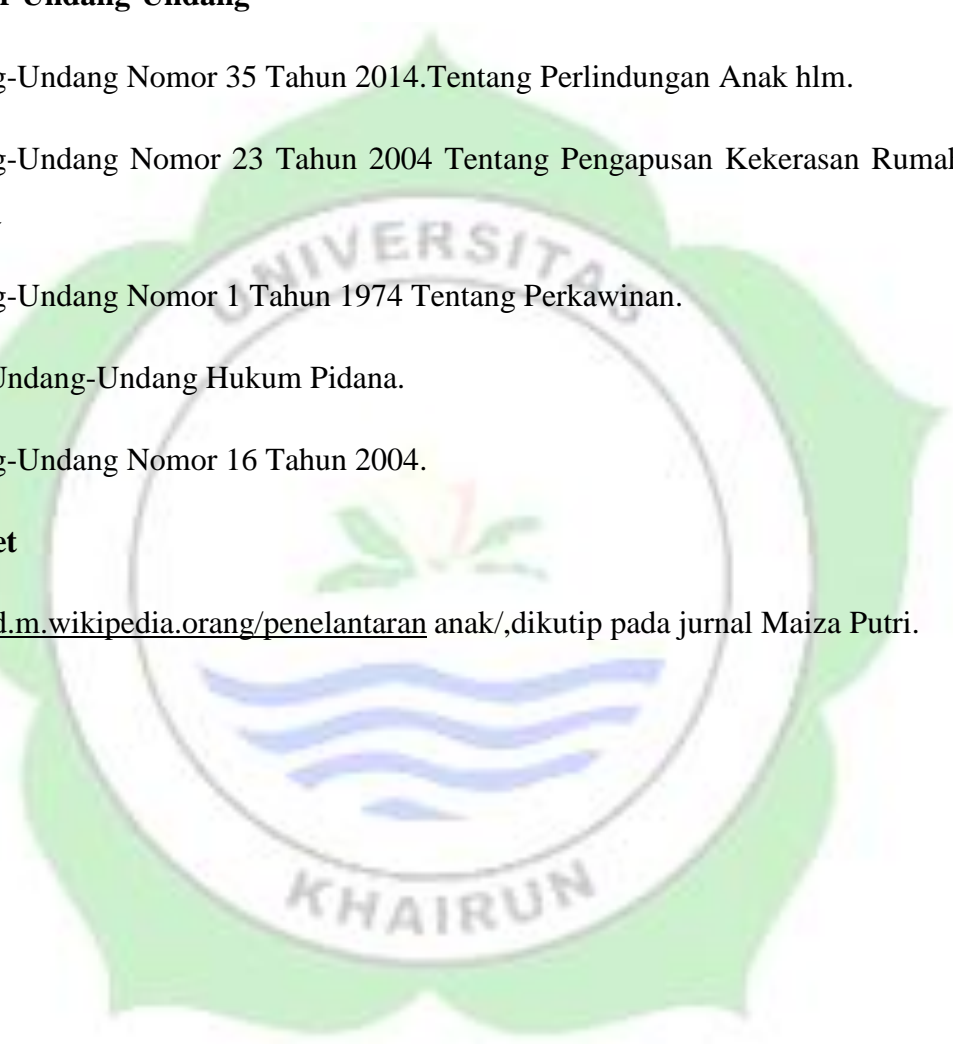 g-Undang Nomor 35 Tahun 2014.Tentang Perlindungan Anak hlm.
g-Undang Nomor 23 Tahun 2004 Tentang Pengapusan Kekerasan Rumah
UNIVERSITAS
g-Undang Nomor 1 Tahun 1974 Tentang Perkawinan.
Undang-Undang Hukum Pidana.
g-Undang Nomor 16 Tahun 2004.
et
d.m.wikipedia.orang/penelantaran anak/,dikutip pada jurnal Maiza Putri.
KHAIRUN